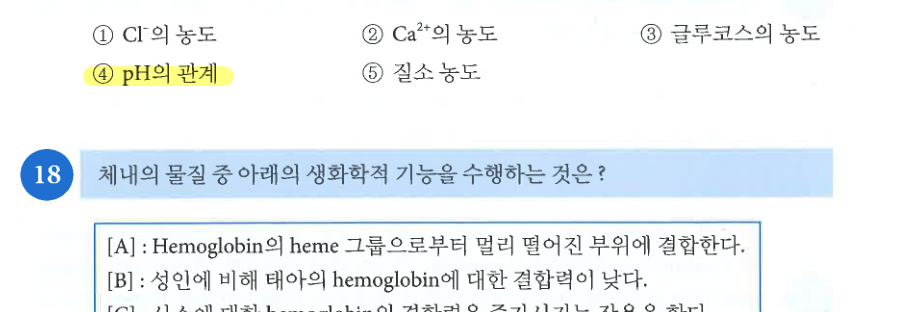 ① Cl⁻의 농도 ② Ca²⁺의 농도 ③ 글루코스의 농도
④ pH의 관계 ⑤ 질소 농도
18 체내의 물질 중 아래의 생화학적 기능을 수행하는 것은?
[A] : Hemoglobin의 heme 그룹으로부터 멀리 떨어진 부위에 결합한다.
[B] : 성인에 비해 태아의 hemoglobin에 대한 결합력이 낮다.